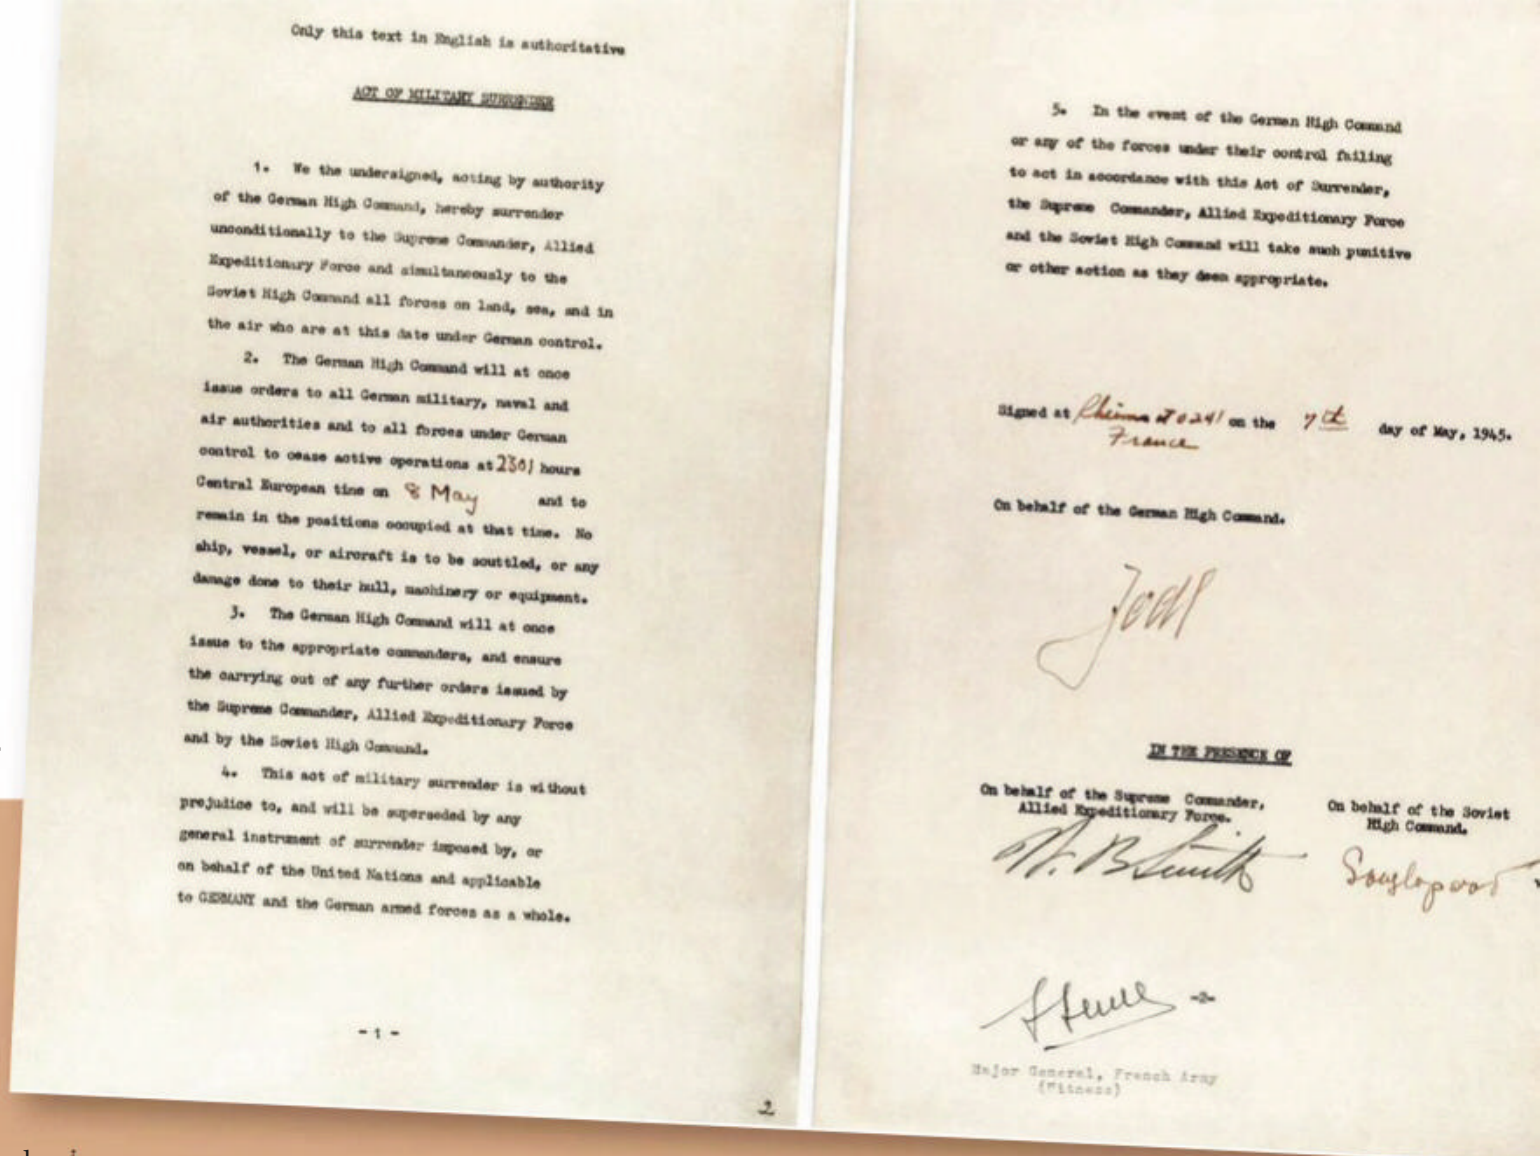 Only this text in English is authoritative
ACT OF MILITARY SURRENDER
1. We the undersigned, acting by authority
of the German High Command, hereby surrender
unconditionally to the Supreme Commander, Allied
Expeditionary Force and simultaneously to the
Soviet High Command all forces on land, sea, and in
the air who are at this date under German control.
2. The German High Command will at once
issue orders to all German military, naval and
air authorities and to all forces under German
control to cease active operations at 2301 hours
Central European time on 8 May and to
remain in the positions occupied at that time. No
ship, vessel, or aircraft is to be scuttled, or any
damage done to their hull, machinery or equipment.
3. The German High Command will at once
issue to the appropriate commanders, and ensure
the carrying out of any further orders issued by
the Supreme Commander, Allied Expeditionary Force
and by the Soviet High Command.
4. This act of military surrender is without
prejudice to, and will be superseded by any
general instrument of surrender imposed by, or
on behalf of the United Nations and applicable
to GERMANY and the German armed forces as a whole.
- 1 -
2
5. In the event of the German High Command
or any of the forces under their control failing
to act in accordance with this Act of Surrender,
the Supreme Commander, Allied Expeditionary Force
and the Soviet High Command will take such punitive
or other action as they deem appropriate.
Signed at Rheims at 0241 on the 7th day of May, 1945.
France
On behalf of the German High Command.
Jodl
IN THE PRESENCE OF
On behalf of the Supreme Commander,
Allied Expeditionary Force.
On behalf of the Soviet
High Command.
W. B. Smith
-2-
Major General, French Army
(Witness)